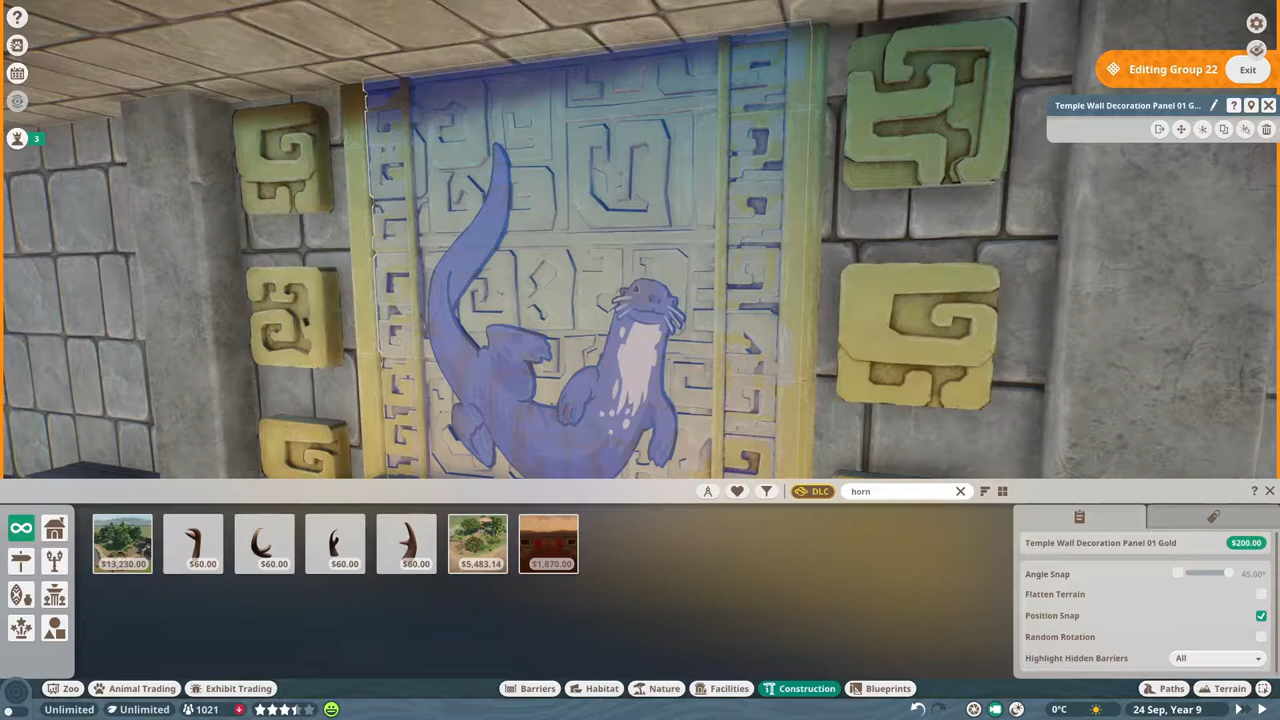 ?
3
Editing Group 22
Exit
Temple Wall Decoration Panel 01 G...
?
DLC
horn
?
$13,230.00
$60.00
$60.00
$60.00
$60.00
$5,483.14
$1,870.00
Temple Wall Decoration Panel 01 Gold
$200.00
Angle Snap
45.00°
Flatten Terrain
Position Snap
Random Rotation
Highlight Hidden Barriers
All
Zoo
Animal Trading
Exhibit Trading
Barriers
Habitat
Nature
Facilities
Construction
Blueprints
Paths
Terrain
Unlimited
Unlimited
1021
0°C
24 Sep, Year 9